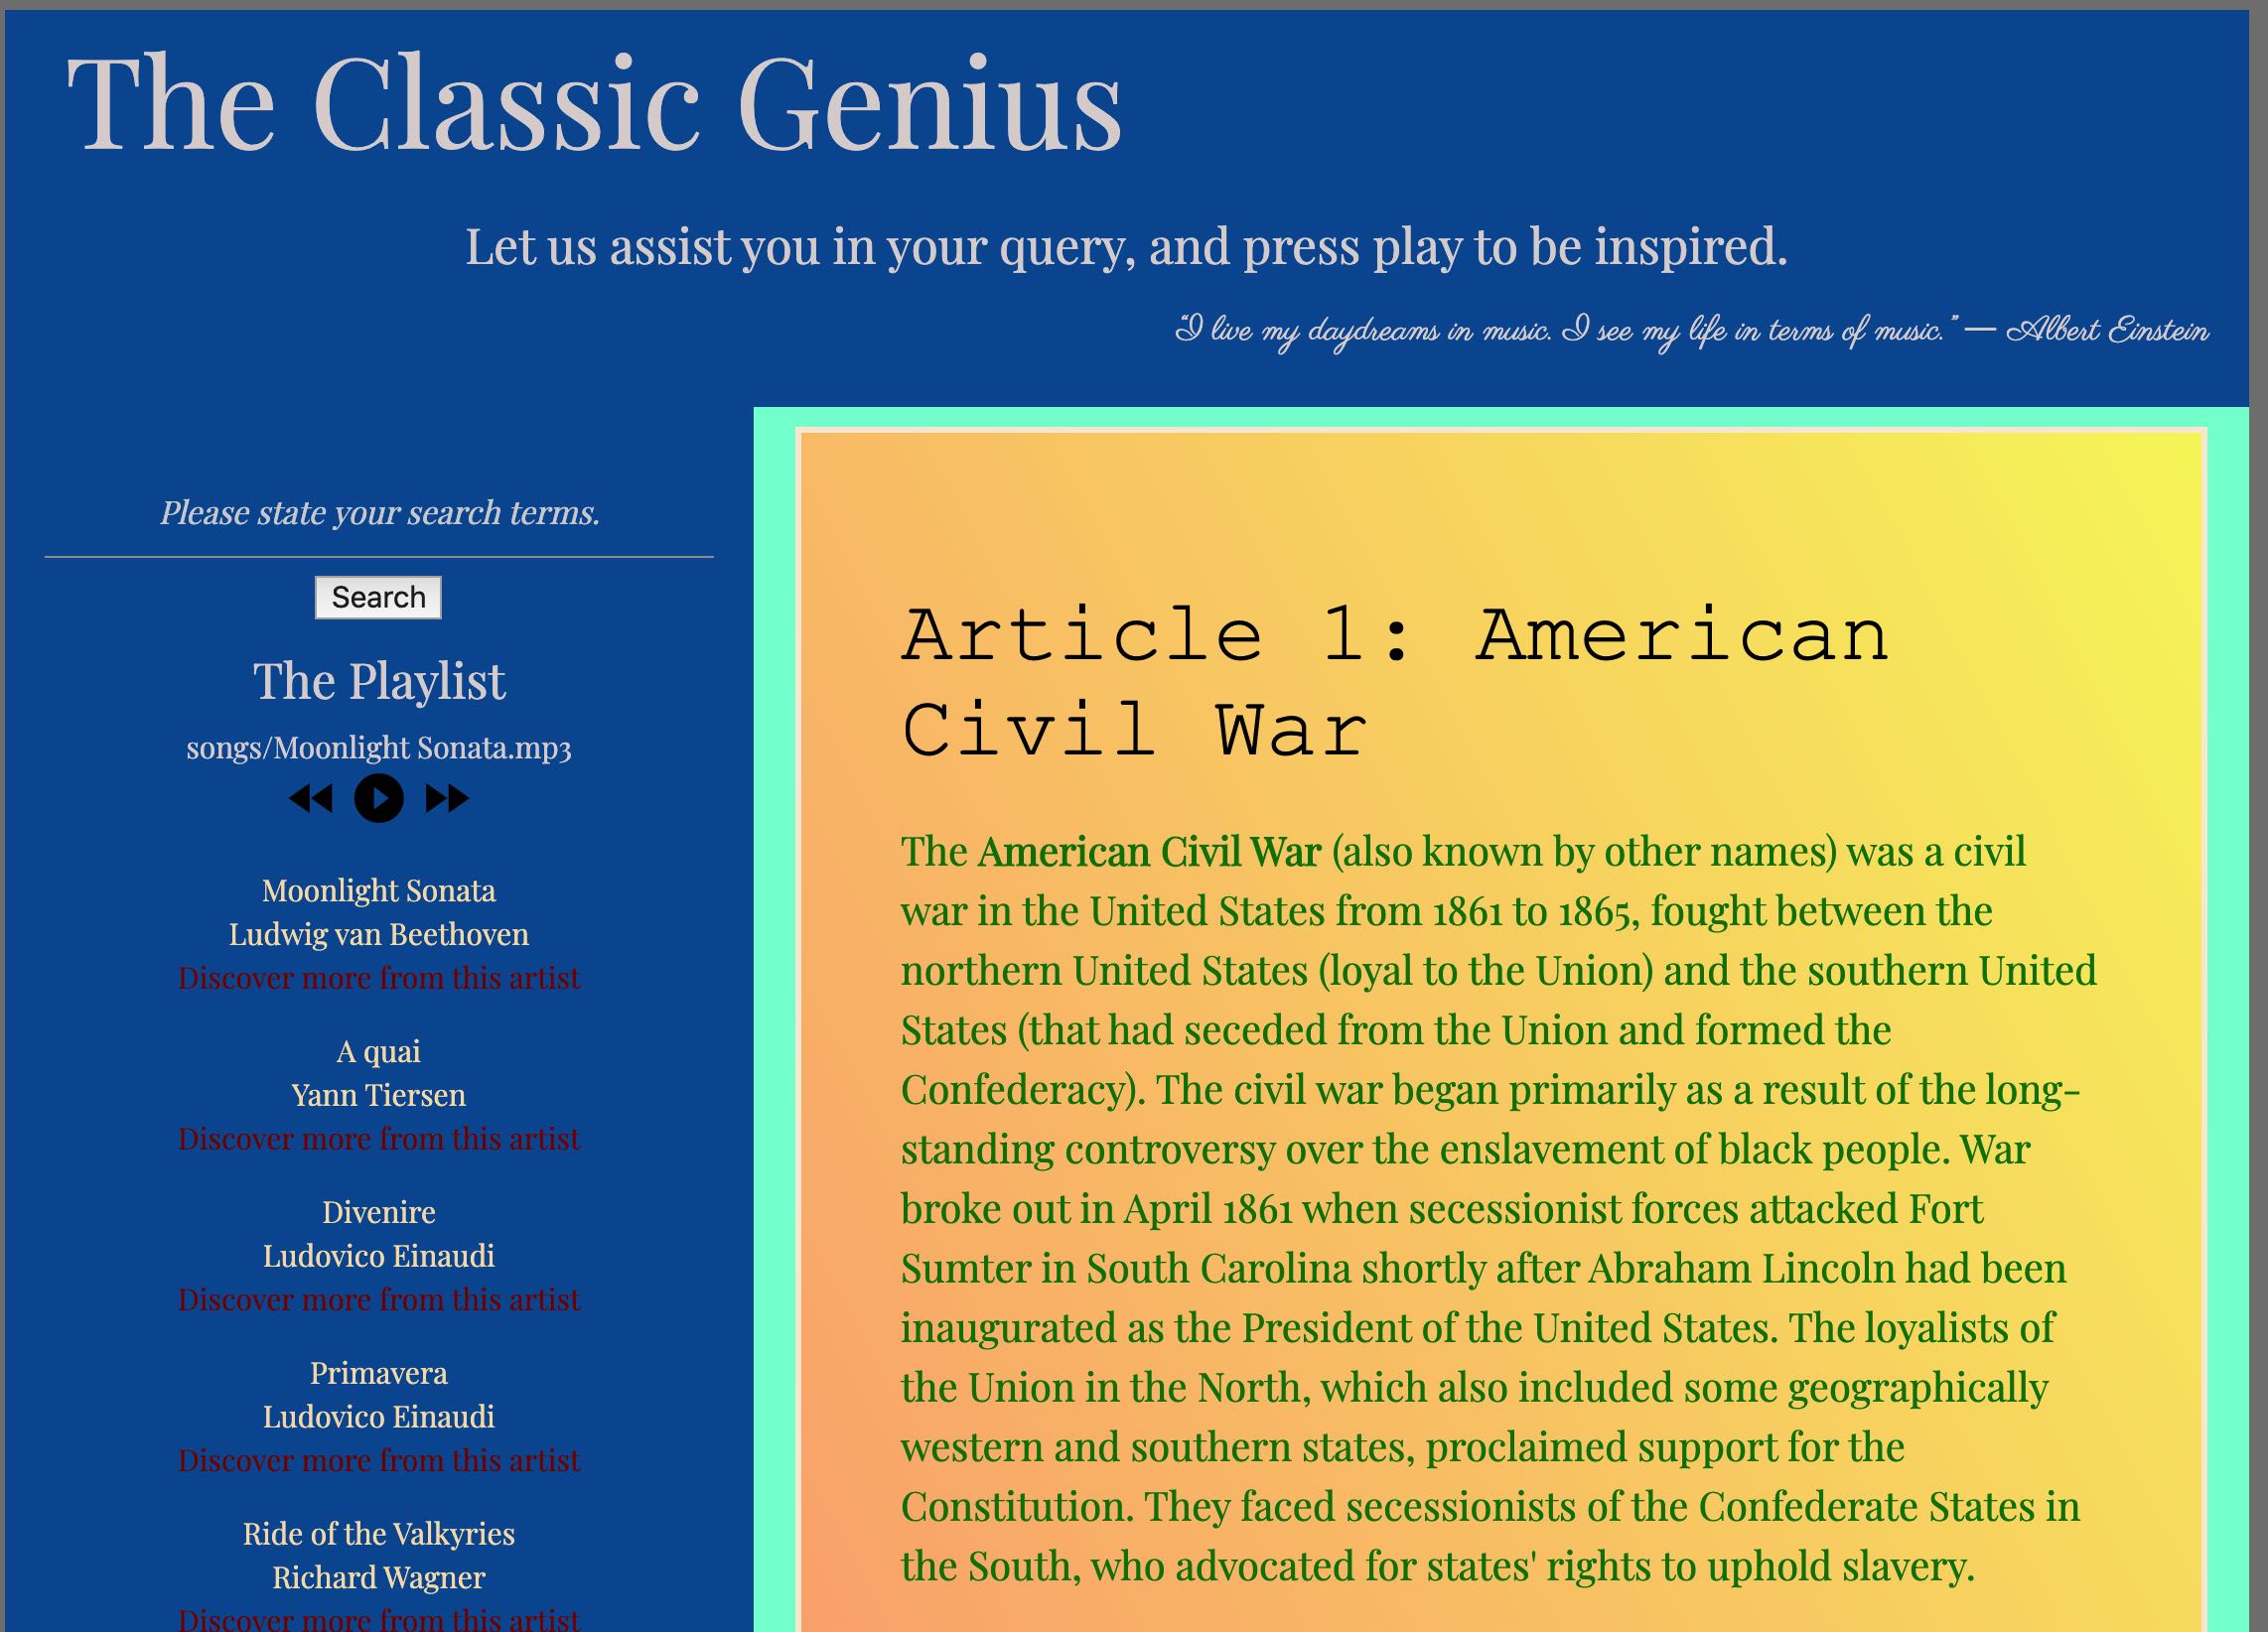 The Classic Genius
Let us assist you in your query, and press play to be inspired.
“I live my daydreams in music. I see my life in terms of music.” — Albert Einstein
Please state your search terms.
Search
The Playlist
songs/Moonlight Sonata.mp3
Moonlight Sonata
Ludwig van Beethoven
Discover more from this artist
A quai
Yann Tiersen
Discover more from this artist
Divenire
Ludovico Einaudi
Discover more from this artist
Primavera
Ludovico Einaudi
Discover more from this artist
Ride of the Valkyries
Richard Wagner
Discover more from this artist
Article 1: American
Civil War
The American Civil War (also known by other names) was a civil
war in the United States from 1861 to 1865, fought between the
northern United States (loyal to the Union) and the southern United
States (that had seceded from the Union and formed the
Confederacy). The civil war began primarily as a result of the long-
standing controversy over the enslavement of black people. War
broke out in April 1861 when secessionist forces attacked Fort
Sumter in South Carolina shortly after Abraham Lincoln had been
inaugurated as the President of the United States. The loyalists of
the Union in the North, which also included some geographically
western and southern states, proclaimed support for the
Constitution. They faced secessionists of the Confederate States in
the South, who advocated for states' rights to uphold slavery.